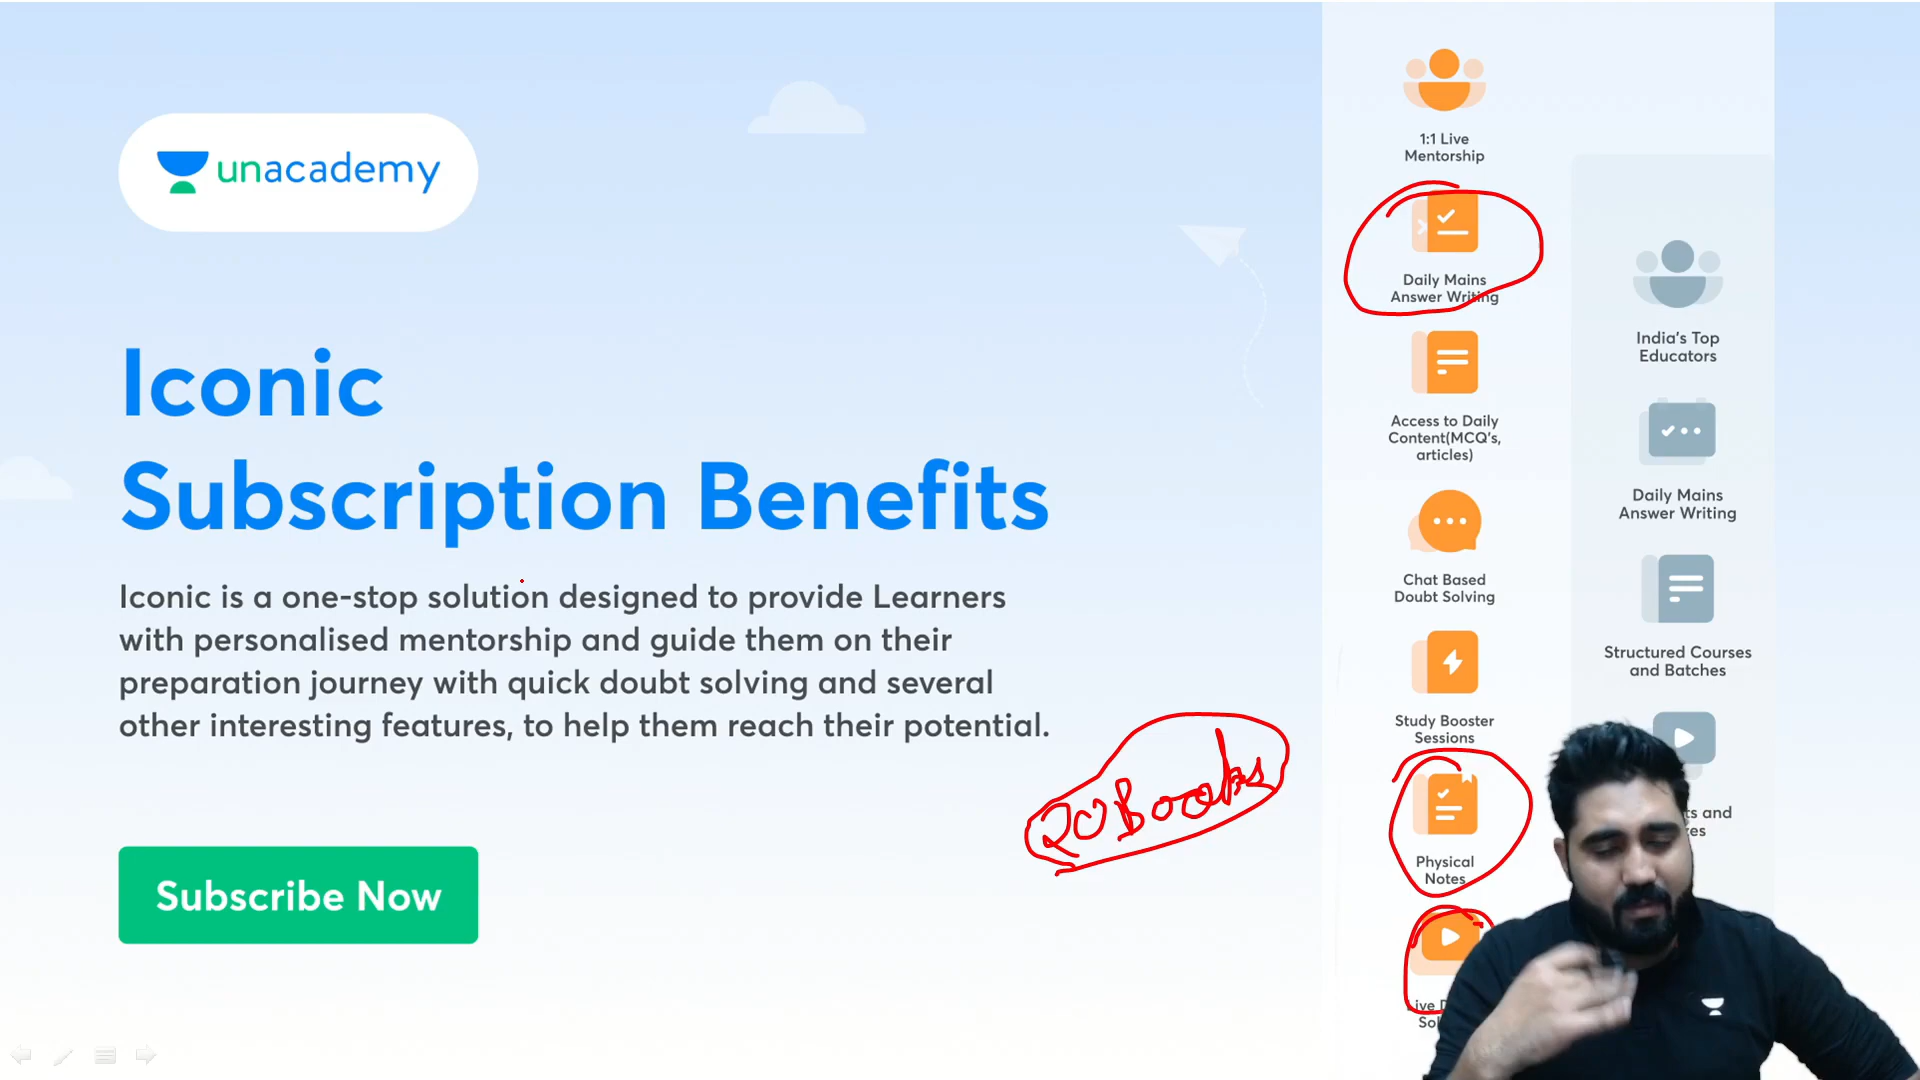 unacademy
Iconic
Subscription Benefits
Iconic is a one-stop solution designed to provide Learners
with personalised mentorship and guide them on their
preparation journey with quick doubt solving and several
other interesting features, to help them reach their potential.
Subscribe Now
20 Books
1:1 Live
Mentorship
Daily Mains
Answer Writing
Access to Daily
Content(MCQ's,
articles)
Chat Based
Doubt Solving
Study Booster
Sessions
Physical
Notes
Live
India's Top
Educators
Daily Mains
Answer Writing
Structured Courses
and Batches
and